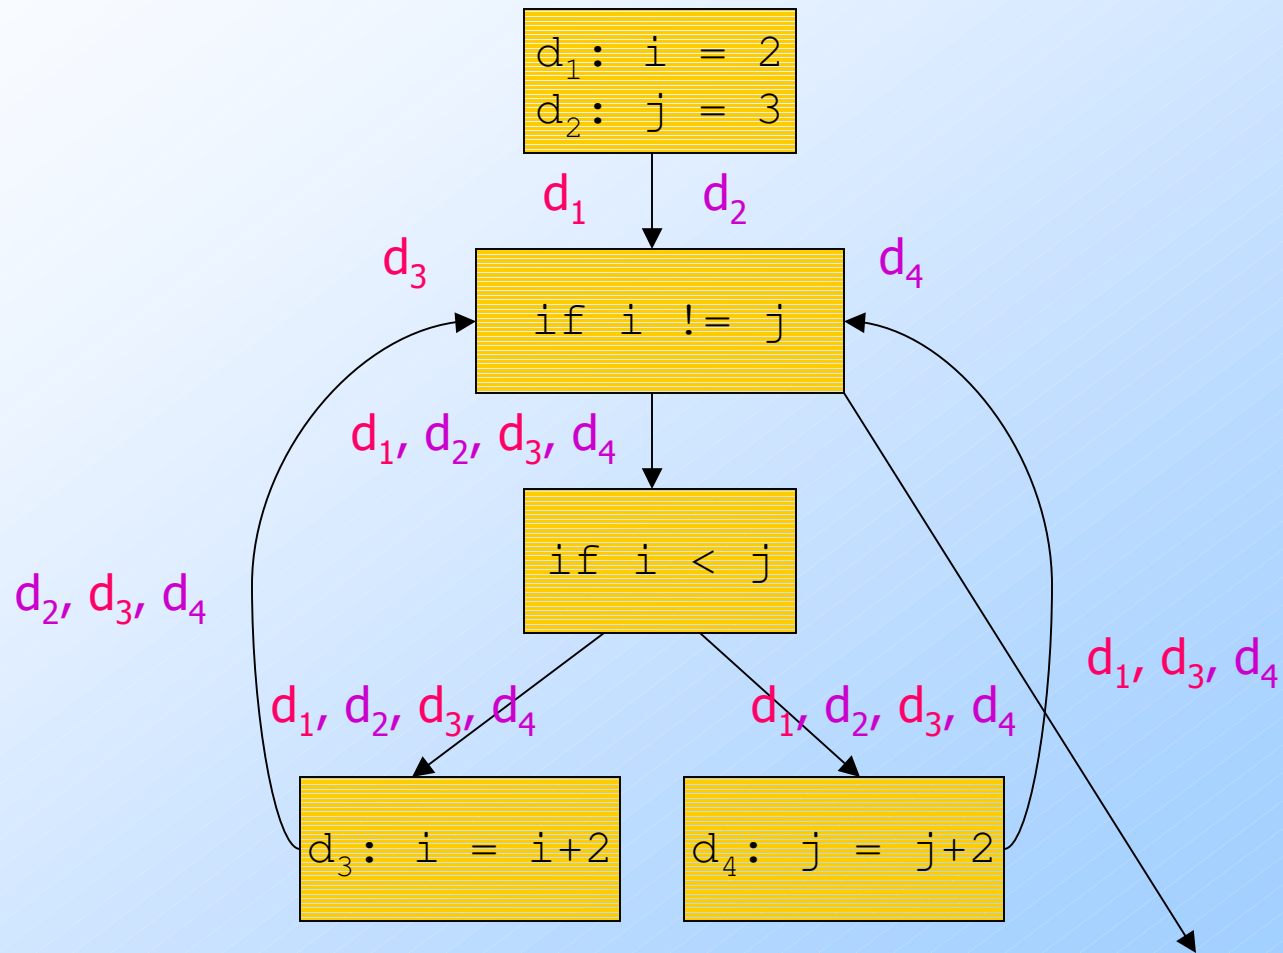 d₁: i = 2
d₂: j = 3
d₁ d₂
d₃ d₄
if i != j
d₁, d₂, d₃, d₄
if i < j
d₂, d₃, d₄
d₁, d₃, d₄
d₁, d₂, d₃, d₄
d₁, d₂, d₃, d₄
d₃: i = i+2
d₄: j = j+2